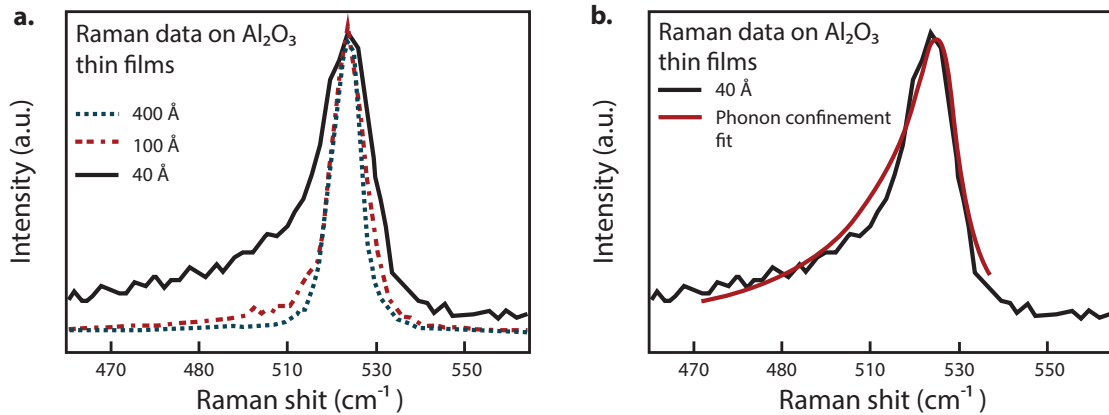 a.
Raman data on Al₂O₃
thin films
400 Å
100 Å
40 Å
Intensity (a.u.)
470 480 510 530 550
Raman shit (cm⁻¹)
b.
Raman data on Al₂O₃
thin films
40 Å
Phonon confinement
fit
Intensity (a.u.)
470 480 510 530 550
Raman shit (cm⁻¹)